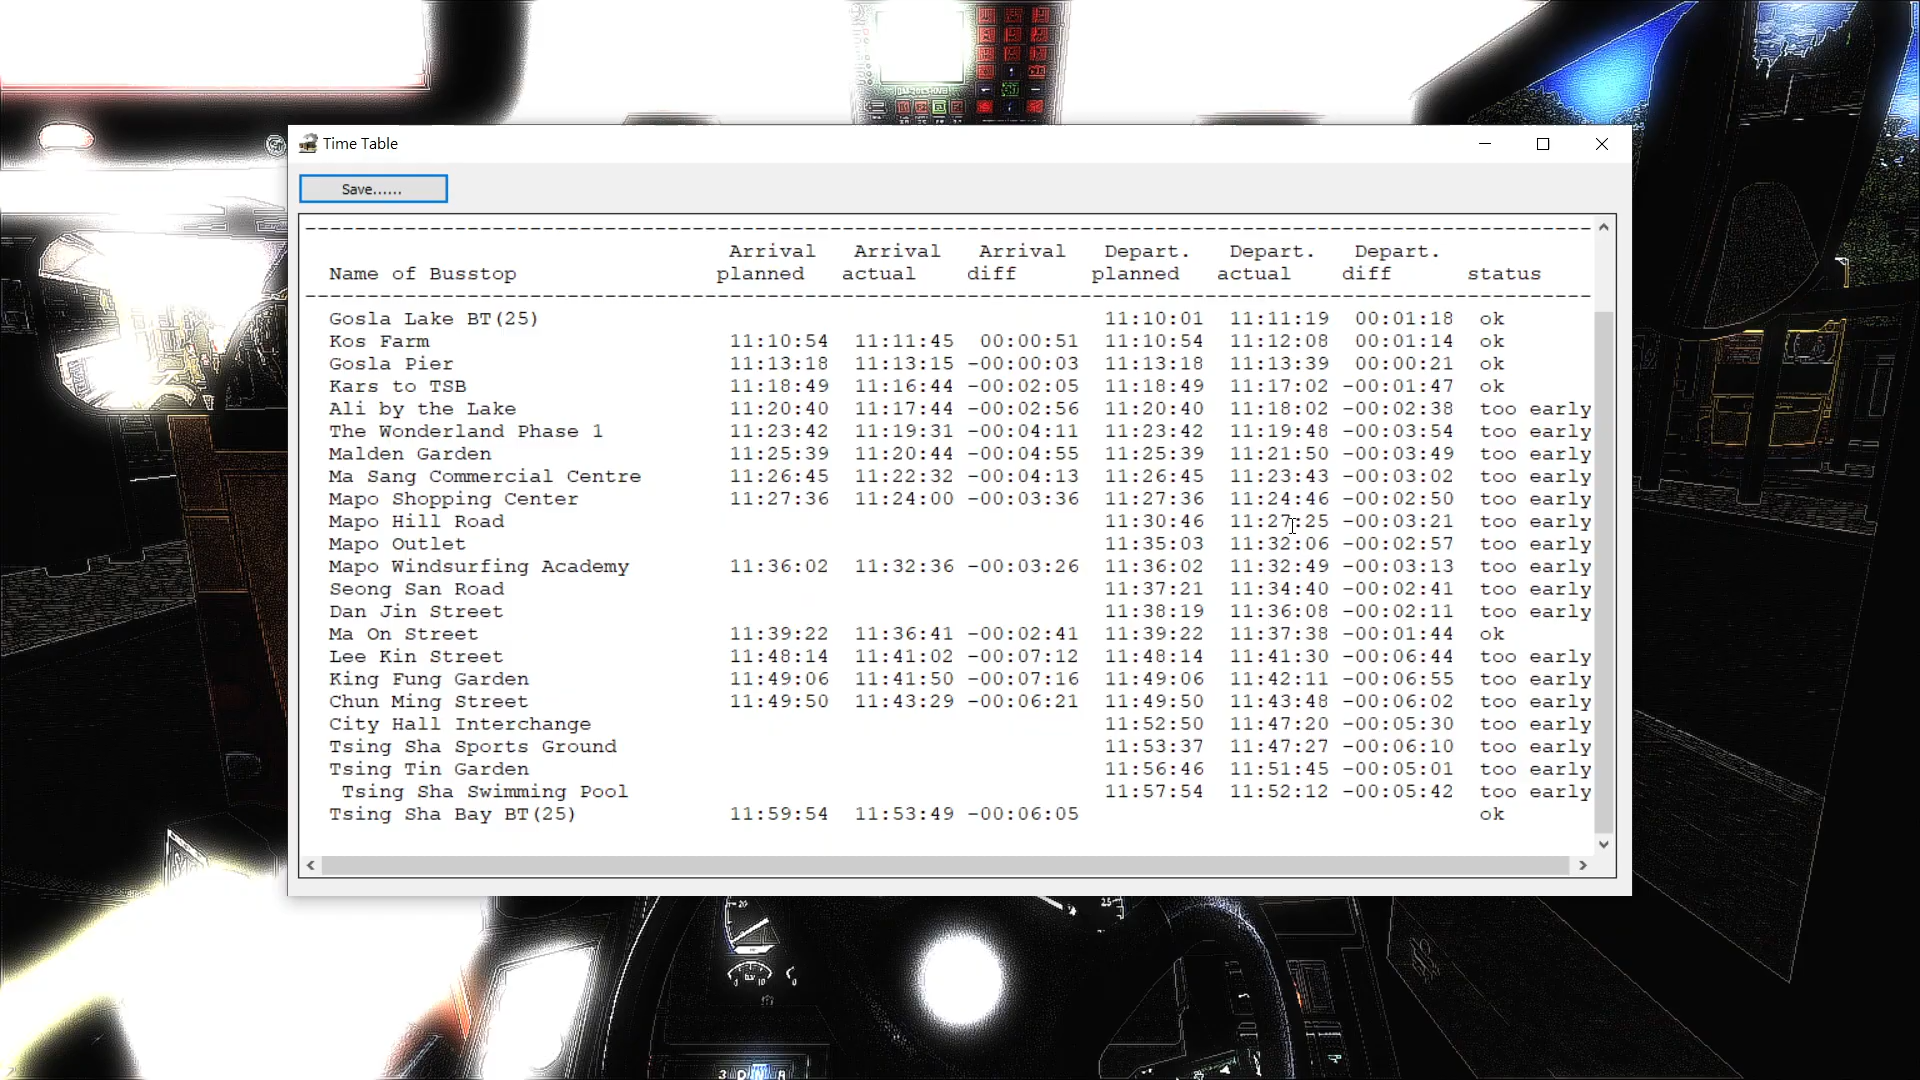 Time Table
Save......
Arrival Arrival Arrival Depart. Depart. Depart.
Name of Busstop planned actual diff planned actual diff status
Gosla Lake BT(25) 11:10:01 11:11:19 00:01:18 ok
Kos Farm 11:10:54 11:11:45 00:00:51 11:10:54 11:12:08 00:01:14 ok
Gosla Pier 11:13:18 11:13:15 -00:00:03 11:13:18 11:13:39 00:00:21 ok
Kars to TSB 11:18:49 11:16:44 -00:02:05 11:18:49 11:17:02 -00:01:47 ok
Ali by the Lake 11:20:40 11:17:44 -00:02:56 11:20:40 11:18:02 -00:02:38 too early
The Wonderland Phase 1 11:23:42 11:19:31 -00:04:11 11:23:42 11:19:48 -00:03:54 too early
Malden Garden 11:25:39 11:20:44 -00:04:55 11:25:39 11:21:50 -00:03:49 too early
Ma Sang Commercial Centre 11:26:45 11:22:32 -00:04:13 11:26:45 11:23:43 -00:03:02 too early
Mapo Shopping Center 11:27:36 11:24:00 -00:03:36 11:27:36 11:24:46 -00:02:50 too early
Mapo Hill Road 11:30:46 11:27:25 -00:03:21 too early
Mapo Outlet 11:35:03 11:32:06 -00:02:57 too early
Mapo Windsurfing Academy 11:36:02 11:32:36 -00:03:26 11:36:02 11:32:49 -00:03:13 too early
Seong San Road 11:37:21 11:34:40 -00:02:41 too early
Dan Jin Street 11:38:19 11:36:08 -00:02:11 too early
Ma On Street 11:39:22 11:36:41 -00:02:41 11:39:22 11:37:38 -00:01:44 ok
Lee Kin Street 11:48:14 11:41:02 -00:07:12 11:48:14 11:41:30 -00:06:44 too early
King Fung Garden 11:49:06 11:41:50 -00:07:16 11:49:06 11:42:11 -00:06:55 too early
Chun Ming Street 11:49:50 11:43:29 -00:06:21 11:49:50 11:43:48 -00:06:02 too early
City Hall Interchange 11:52:50 11:47:20 -00:05:30 too early
Tsing Sha Sports Ground 11:53:37 11:47:27 -00:06:10 too early
Tsing Tin Garden 11:56:46 11:51:45 -00:05:01 too early
Tsing Sha Swimming Pool 11:57:54 11:52:12 -00:05:42 too early
Tsing Sha Bay BT(25) 11:59:54 11:53:49 -00:06:05 ok
20
25
3 D N R